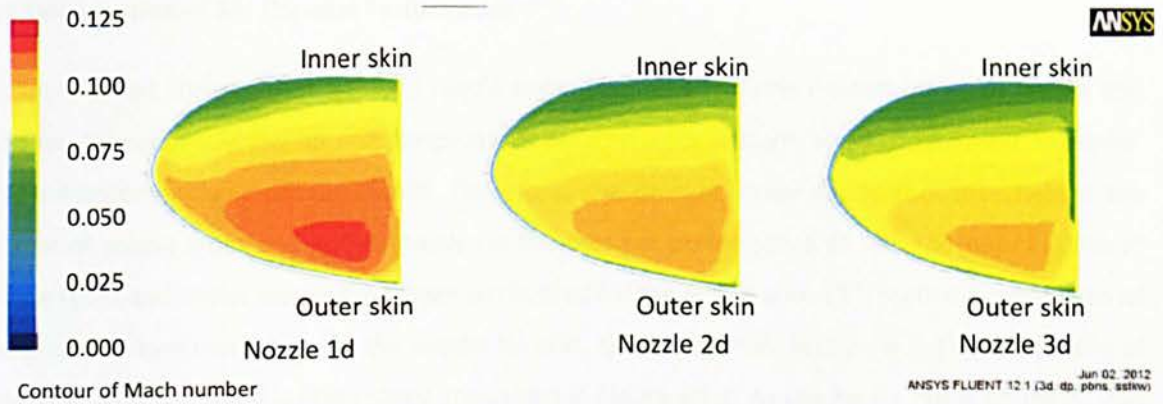 0.125
ANSYS
0.100
0.075
0.050
0.025
0.000
Inner skin
Inner skin
Inner skin
Outer skin
Outer skin
Outer skin
Nozzle 1d
Nozzle 2d
Nozzle 3d
Contour of Mach number
Jun 02, 2012
ANSYS FLUENT 12.1 (3d, dp, pbns, sstkw)